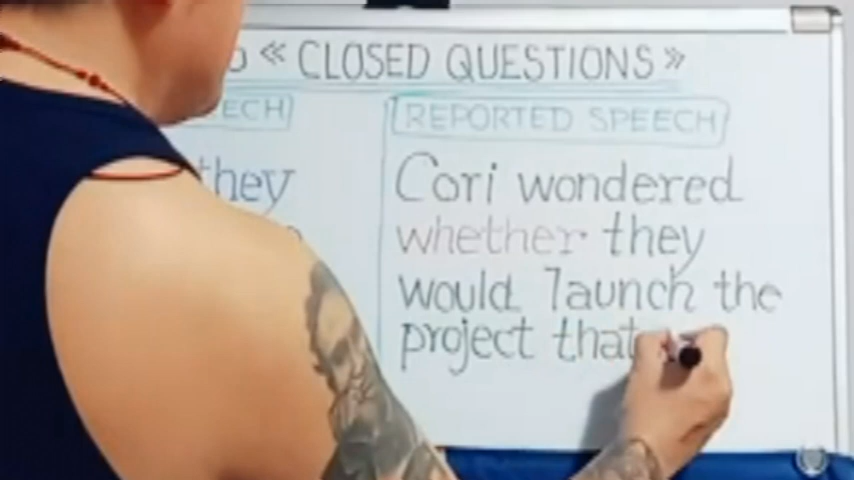 « CLOSED QUESTIONS »
REPORTED SPEECH
they
Cori wondered
whether they
would launch the
project that